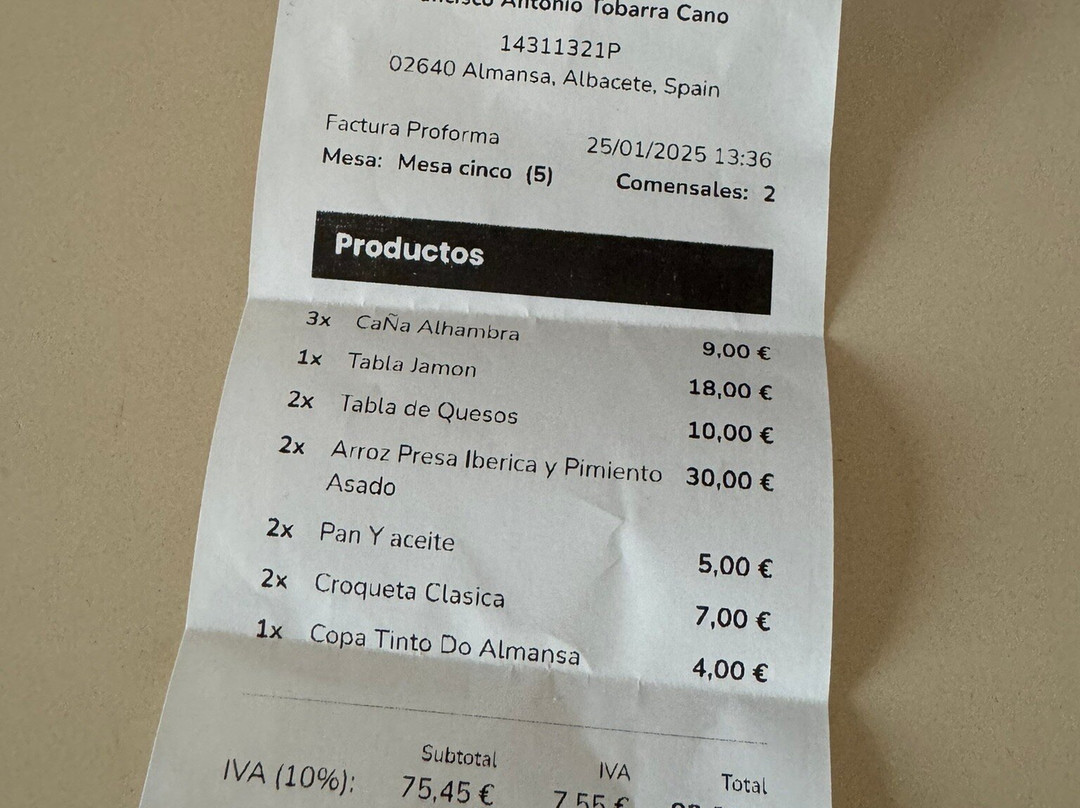 Antonio Tobarra Cano
14311321P
02640 Almansa, Albacete, Spain
Factura Proforma 25/01/2025 13:36
Mesa: Mesa cinco (5) Comensales: 2
Productos
3x CaÑa Alhambra 9,00 €
1x Tabla Jamon 18,00 €
2x Tabla de Quesos 10,00 €
2x Arroz Presa Iberica y Pimiento 30,00 €
Asado
2x Pan Y aceite 5,00 €
2x Croqueta Clasica 7,00 €
1x Copa Tinto Do Almansa 4,00 €
Subtotal IVA Total
IVA (10%): 75,45 € 7,55 €